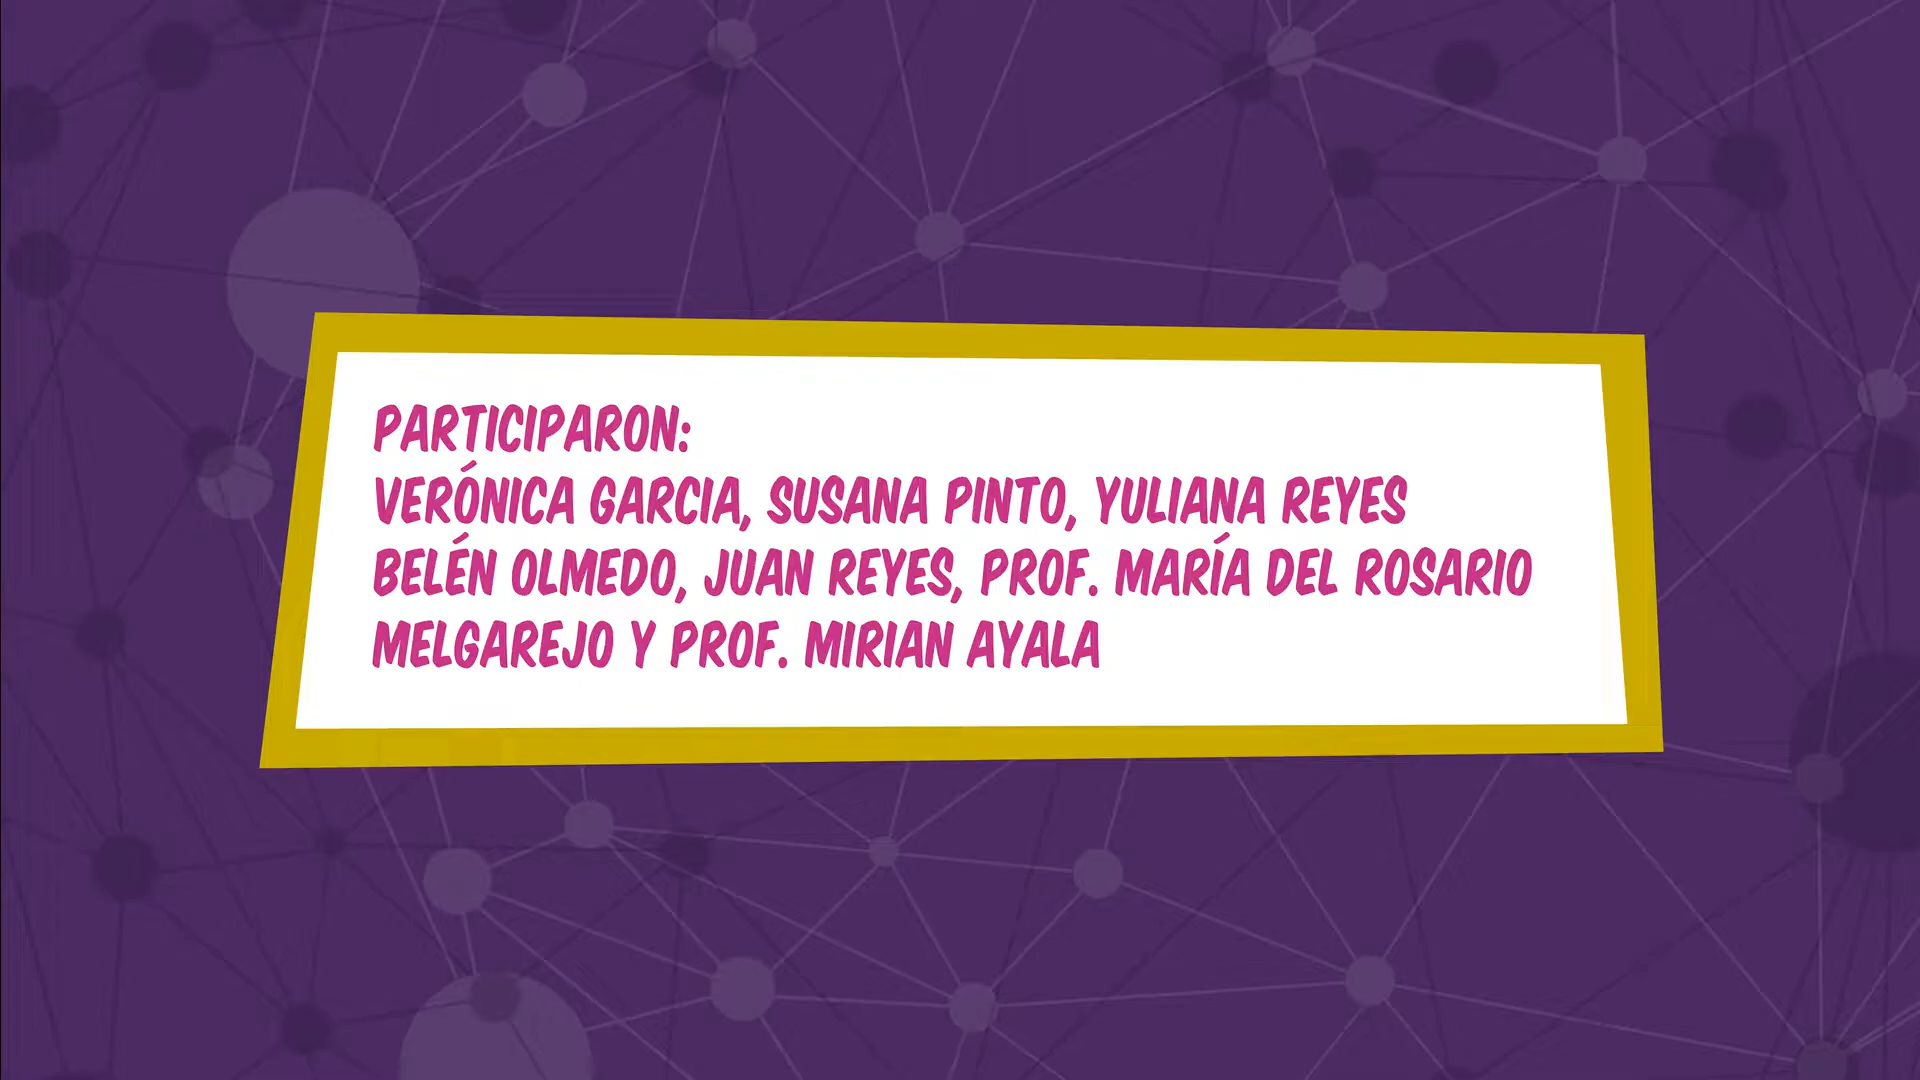 PARTICIPARON:
VERÓNICA GARCIA, SUSANA PINTO, YULIANA REYES
BELÉN OLMEDO, JUAN REYES, PROF. MARÍA DEL ROSARIO
MELGAREJO Y PROF. MIRIAN AYALA